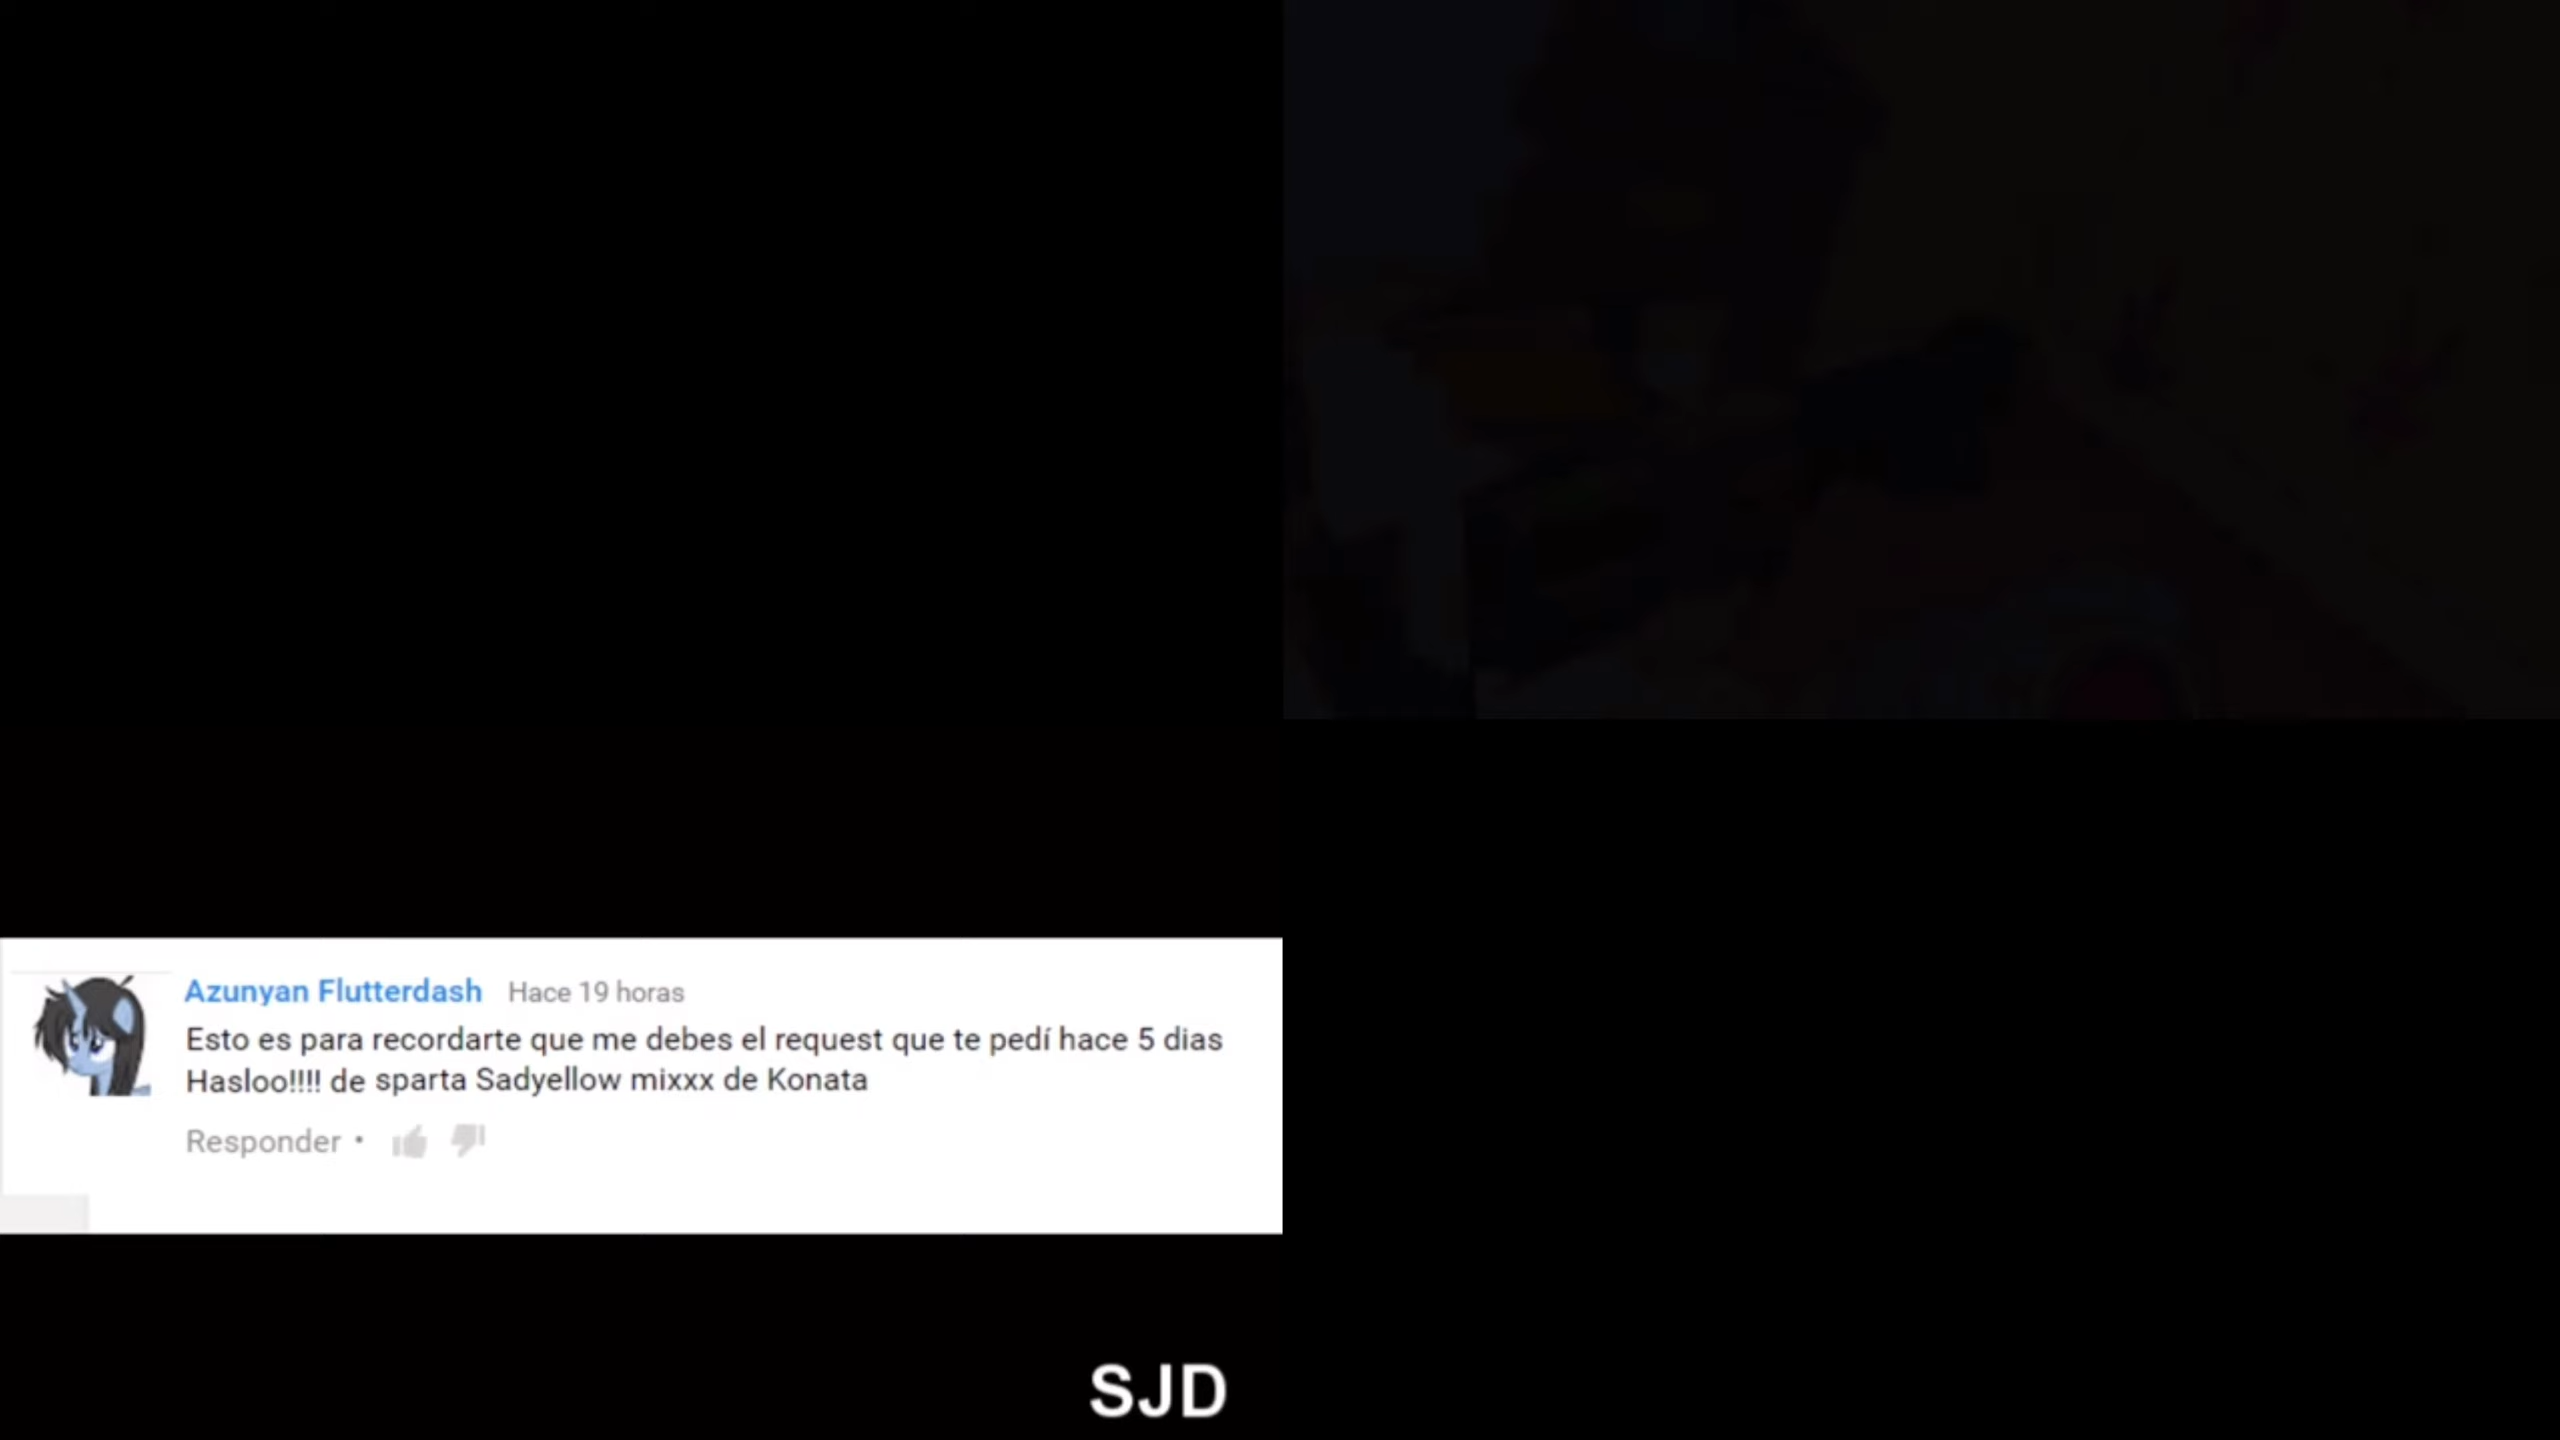 Azunyan Flutterdash Hace 19 horas
Esto es para recordarte que me debes el request que te pedí hace 5 dias
Hasloo!!!! de sparta Sadyellow mixxx de Konata
Responder •
SJD